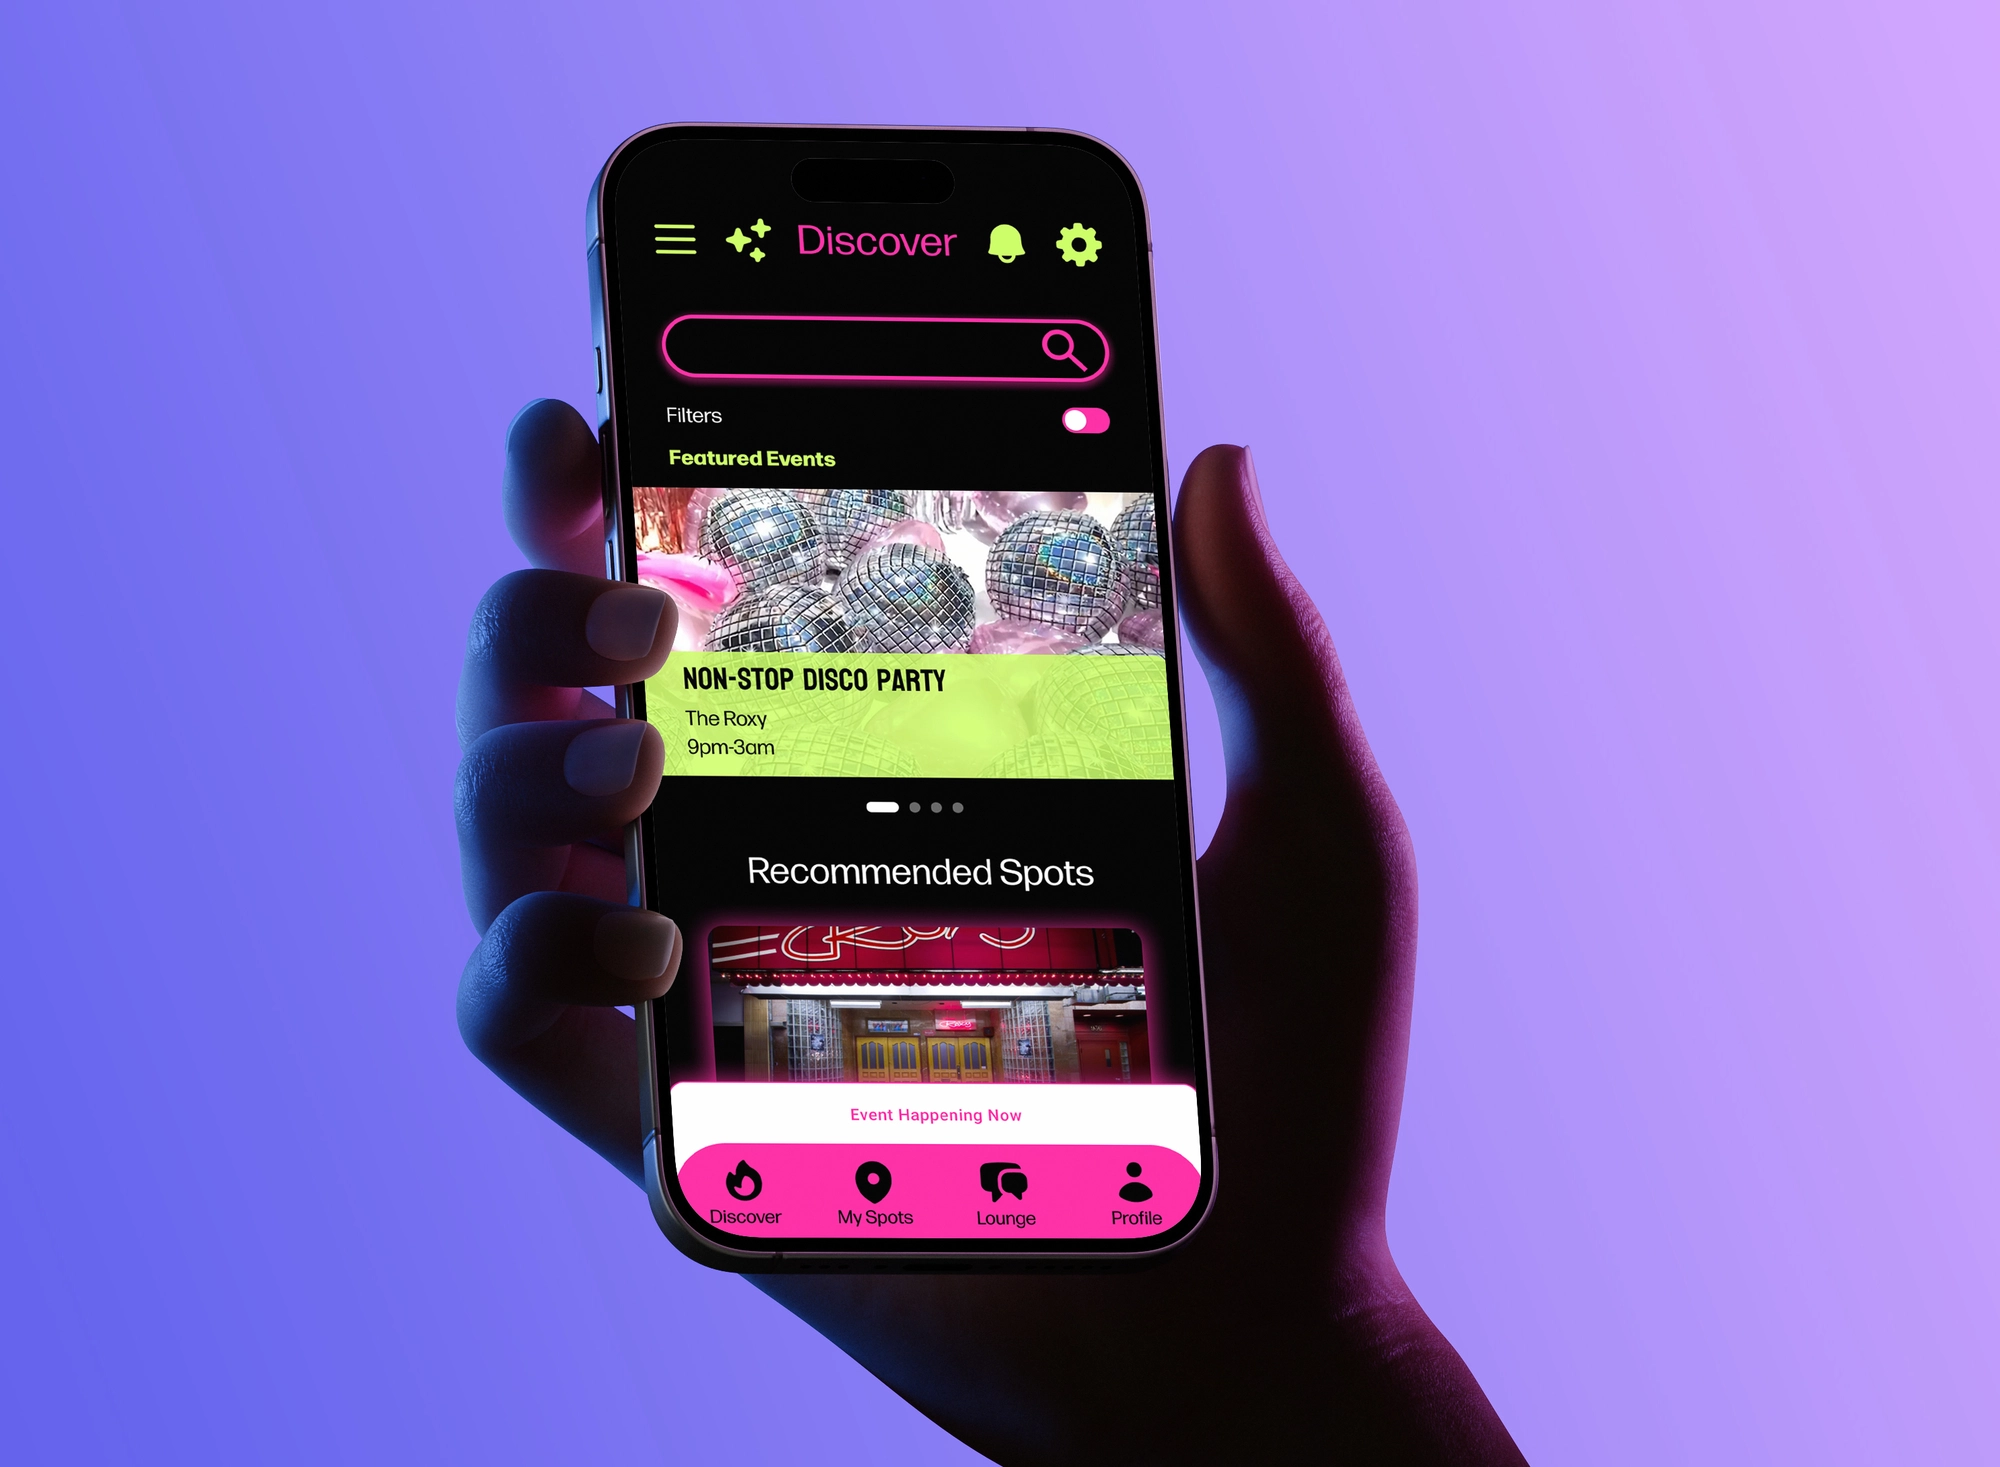 Discover
Filters
Featured Events
NON-STOP DISCO PARTY
The Roxy
9pm-3am
Recommended Spots
Event Happening Now
Discover
My Spots
Lounge
Profile